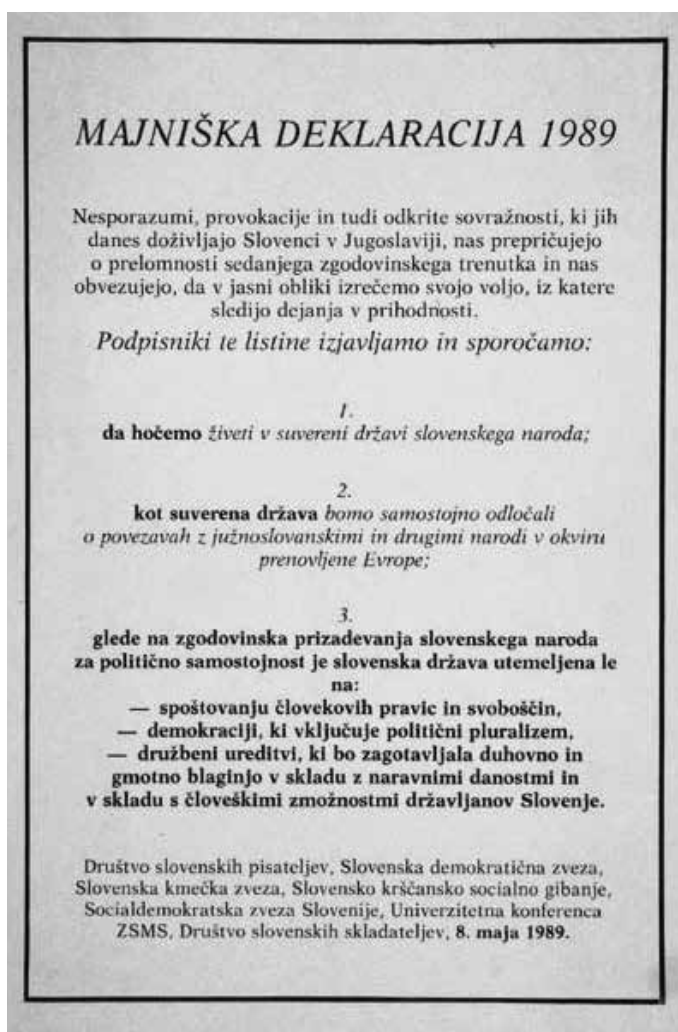 MAJNIŠKA DEKLARACIJA 1989
Nesporazumi, provokacije in tudi odkrite sovražnosti, ki jih
danes doživljajo Slovenci v Jugoslaviji, nas prepričujejo
o prelomnosti sedanjega zgodovinskega trenutka in nas
obvezujejo, da v jasni obliki izrečemo svojo voljo, iz katere
sledijo dejanja v prihodnosti.
Podpisniki te listine izjavljamo in sporočamo:
1.
da hočemo živeti v suvereni državi slovenskega naroda;
2.
kot suverena država bomo samostojno odločali
o povezavah z južnoslovanskimi in drugimi narodi v okviru
prenovljene Evrope;
3.
glede na zgodovinska prizadevanja slovenskega naroda
za politično samostojnost je slovenska država utemeljena le
na:
— spoštovanju človekovih pravic in svoboščin,
— demokraciji, ki vključuje politični pluralizem,
— družbeni ureditvi, ki bo zagotavljala duhovno in
gmotno blaginjo v skladu z naravnimi danostmi in
v skladu s človeškimi zmožnostmi državljanov Slovenje.
Društvo slovenskih pisateljev, Slovenska demokratična zveza,
Slovenska kmečka zveza, Slovensko krščansko socialno gibanje,
Socialdemokratska zveza Slovenije, Univerzitetna konferenca
ZSMS, Društvo slovenskih skladateljev, 8. maja 1989.